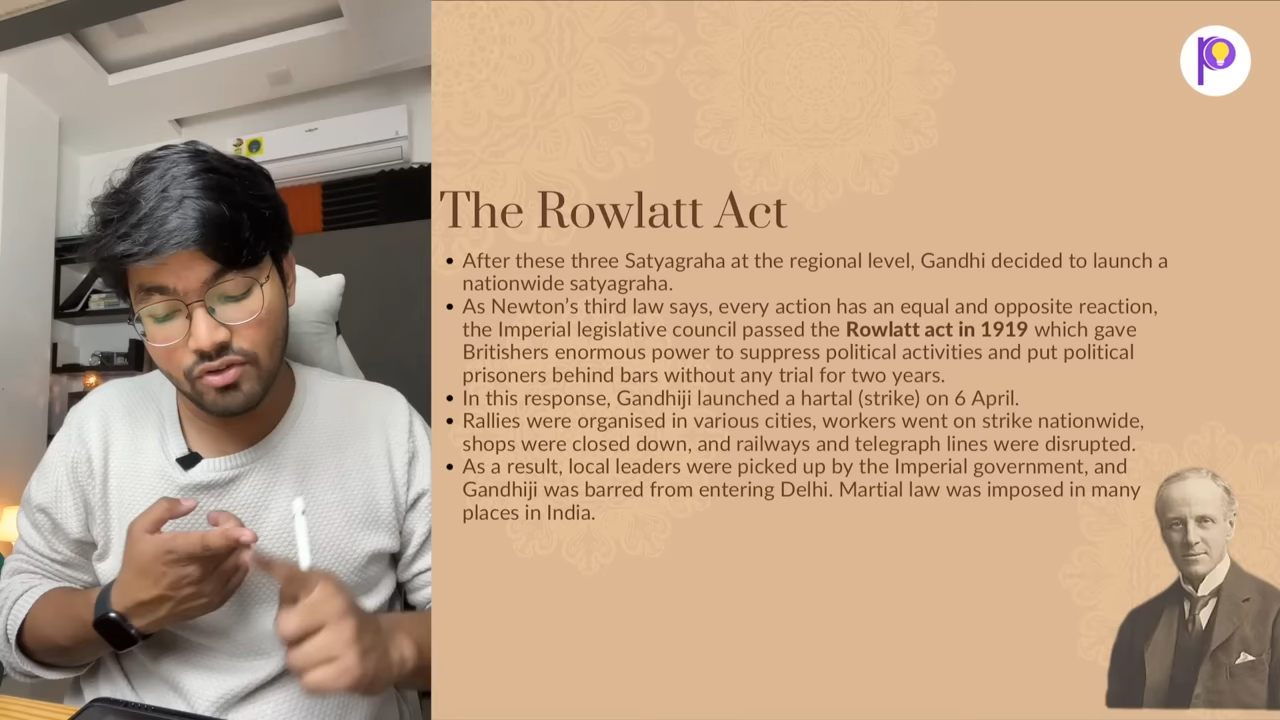 The Rowlatt Act
• After these three Satyagraha at the regional level, Gandhi decided to launch a
nationwide satyagraha.
• As Newton’s third law says, every action has an equal and opposite reaction,
the Imperial legislative council passed the Rowlatt act in 1919 which gave
Britishers enormous power to suppress political activities and put political
prisoners behind bars without any trial for two years.
• In this response, Gandhiji launched a hartal (strike) on 6 April.
• Rallies were organised in various cities, workers went on strike nationwide,
shops were closed down, and railways and telegraph lines were disrupted.
• As a result, local leaders were picked up by the Imperial government, and
Gandhiji was barred from entering Delhi. Martial law was imposed in many
places in India.